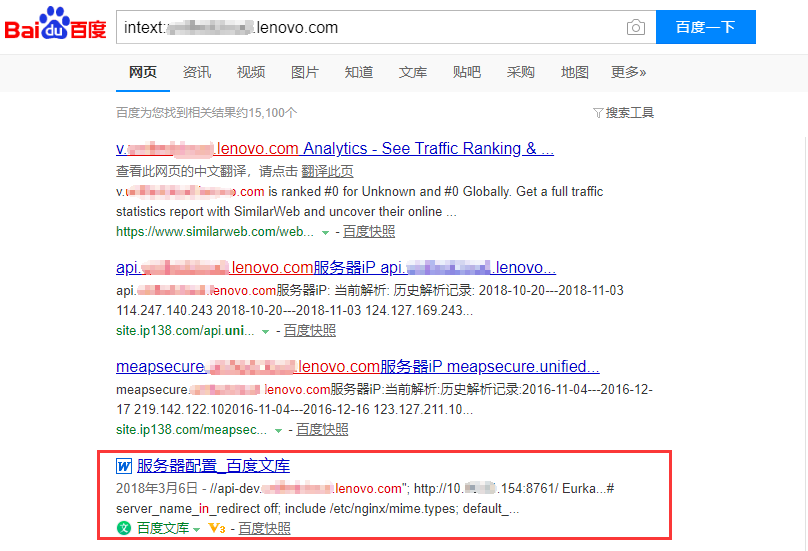 Bai du 百度
intext: .lenovo.com
百度一下
网页 资讯 视频 图片 知道 文库 贴吧 采购 地图 更多»
百度为您找到相关结果约15,100个
搜索工具
v. .lenovo.com Analytics - See Traffic Ranking & ...
查看此网页的中文翻译，请点击 翻译此页
v. .com is ranked #0 for Unknown and #0 Globally. Get a full traffic
statistics report with SimilarWeb and uncover their online ...
https://www.similarweb.com/web... - 百度快照
api. .lenovo.com服务器iP api. .lenovo...
api. .lenovo.com服务器iP: 当前解析: 历史解析记录: 2018-10-20---2018-11-03
114.247.140.243 2018-10-20---2018-11-03 124.127.169.243...
site.ip138.com/api.uni... - 百度快照
meapsecure. .lenovo.com服务器iP meapsecure.unified...
meapsecure. .lenovo.com服务器iP:当前解析:历史解析记录:2016-11-04---2016-12-
17 219.142.122.102016-11-04---2016-12-16 123.127.211.10...
site.ip138.com/meapsec... - 百度快照
W 服务器配置_百度文库
2018年3月6日 - //api-dev. .lenovo.com"; http://10. .154:8761/ Eurka...#
server_name_in_redirect off; include /etc/nginx/mime.types; default_...
文 百度文库 V3 - 百度快照